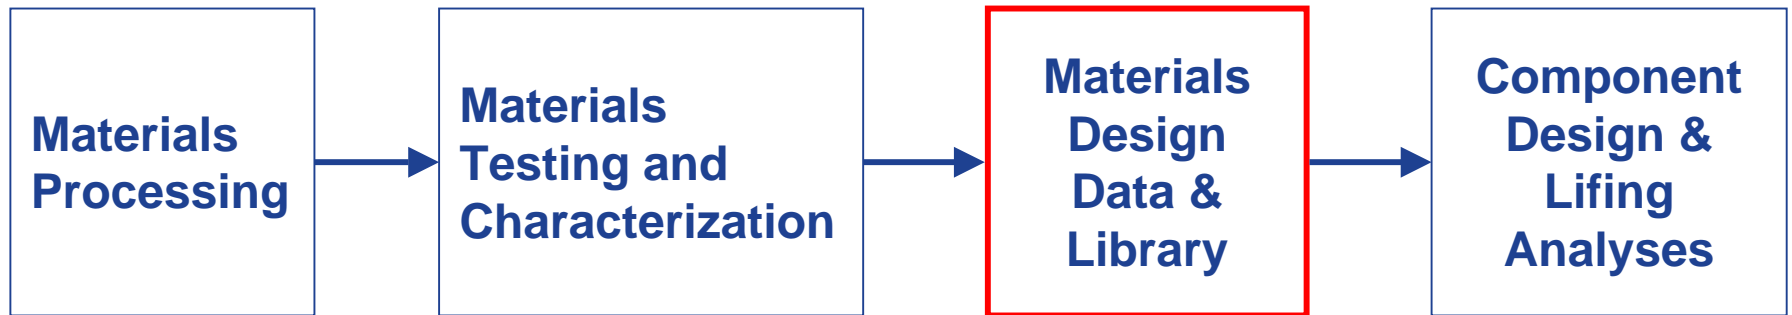 Materials
Processing
Materials
Testing and
Characterization
Materials
Design
Data &
Library
Component
Design &
Lifing
Analyses